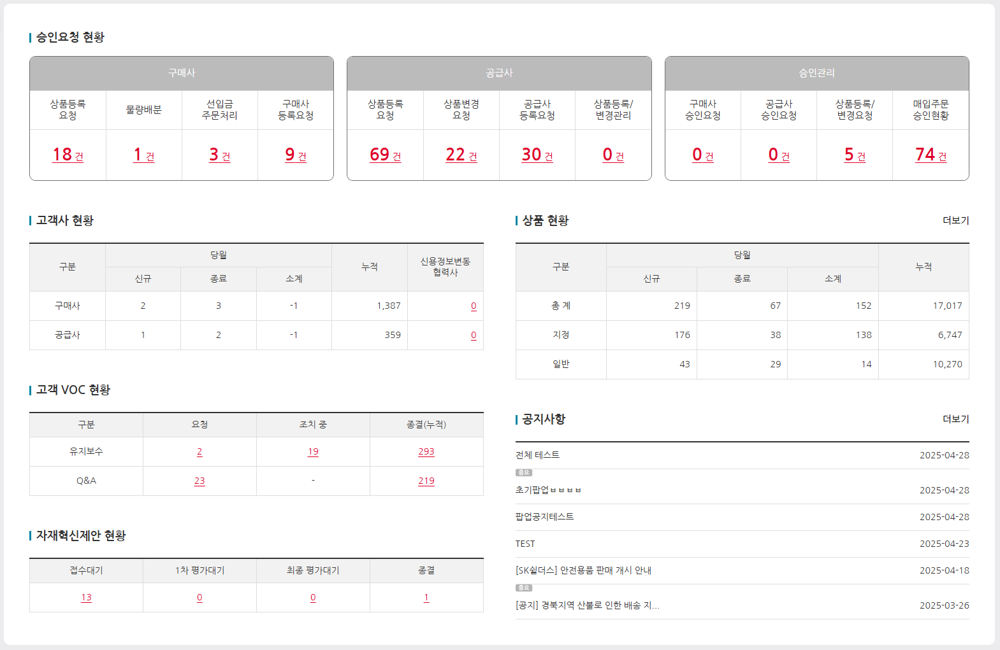 승인요청 현황
구매사
상품등록
요청
물량배분
선입금
주문처리
구매사
등록요청
18 건
1 건
3 건
9 건
공급사
상품등록
요청
상품변경
요청
공급사
등록요청
상품등록/
변경관리
69 건
22 건
30 건
0 건
승인관리
구매사
승인요청
공급사
승인요청
상품등록/
변경요청
매입주문
승인현황
0 건
0 건
5 건
74 건
고객사 현황
구분 당월 누적 신용정보변동
협력사
신규 종료 소계
구매사 2 3 -1 1,387 0
공급사 1 2 -1 359 0
고객 VOC 현황
구분 요청 조치 중 종결(누적)
유지보수 2 19 293
Q&A 23 - 219
자재혁신제안 현황
접수대기 1차 평가대기 최종 평가대기 종결
13 0 0 1
상품 현황 더보기
구분 당월 누적
신규 종료 소계
총 계 219 67 152 17,017
지정 176 38 138 6,747
일반 43 29 14 10,270
공지사항 더보기
전체 테스트 2025-04-28
중요
초기팝업ㅂㅂㅂㅂ 2025-04-28
팝업공지테스트 2025-04-28
TEST 2025-04-23
[SK쉴더스] 안전용품 판매 개시 안내 2025-04-18
중요
[공지] 경북지역 산불로 인한 배송 지... 2025-03-26